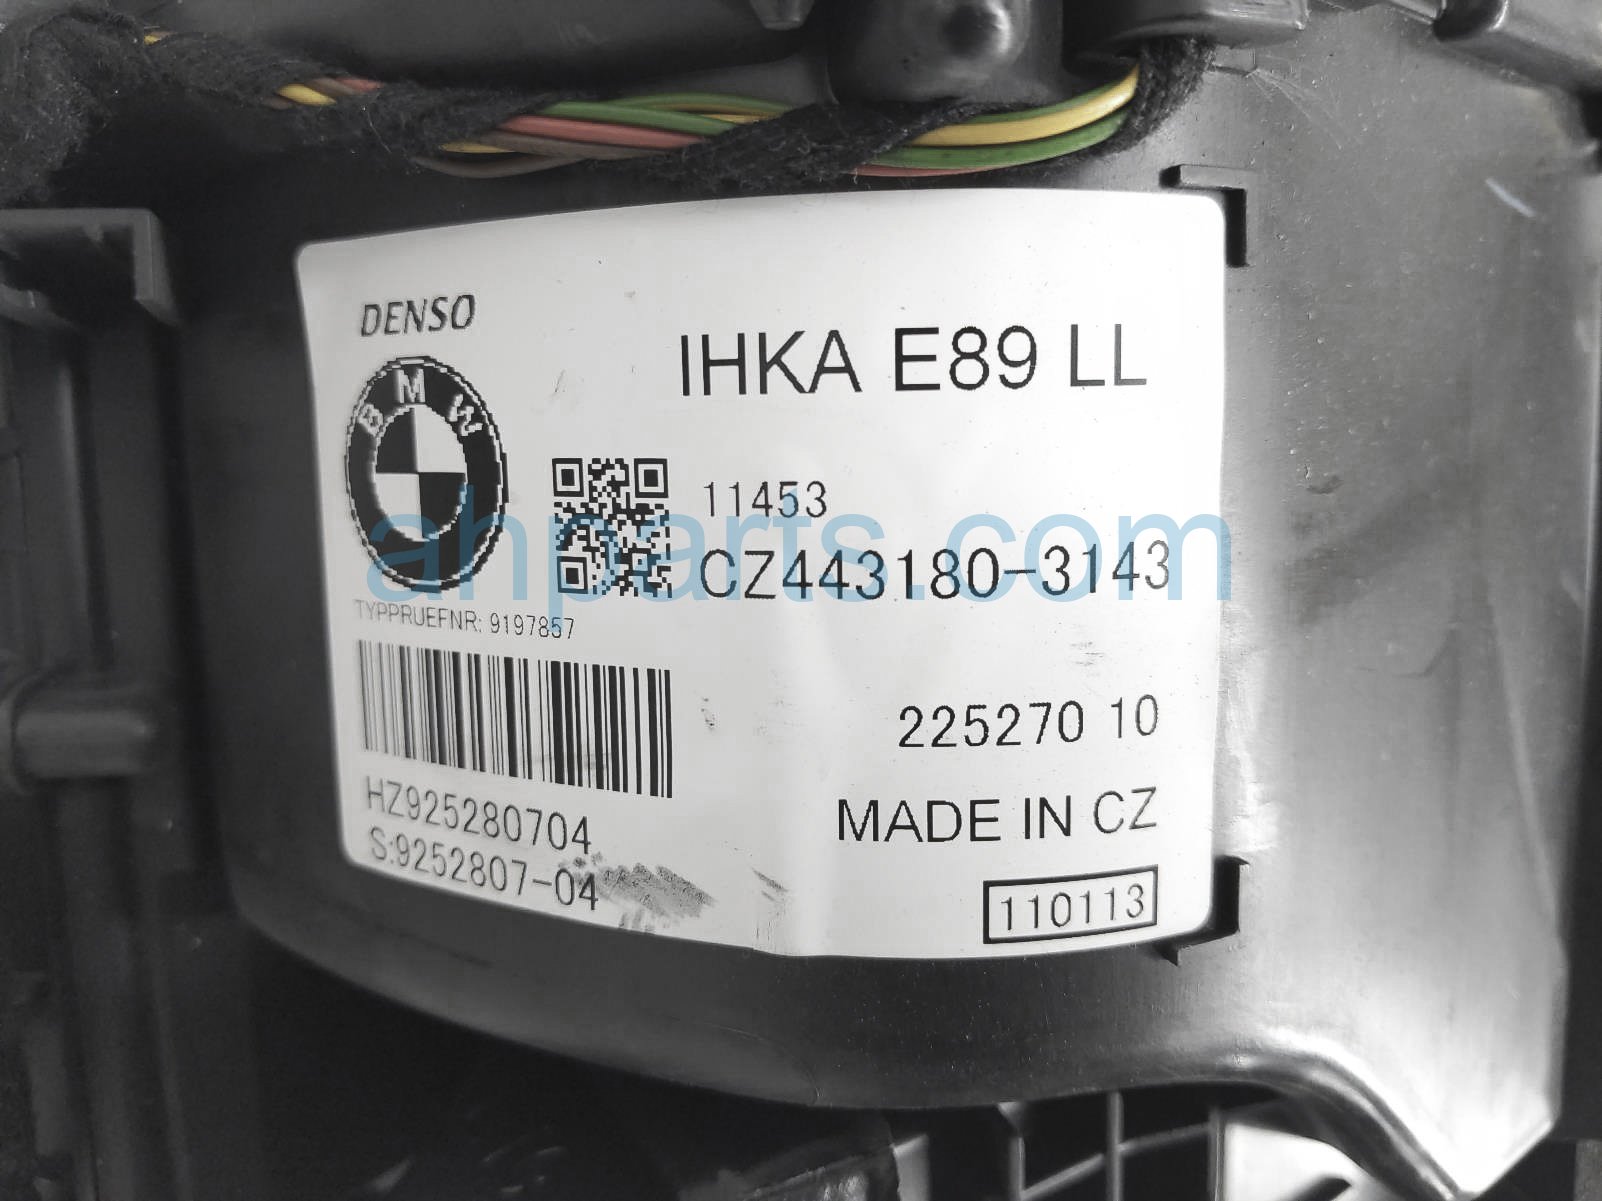 DENSO
IHKA E89 LL
BMW
11453
CZ443180-3143
ahparts.com
TYPPRUEFNR: 9197857
225270 10
HZ925280704
MADE IN CZ
S:9252807-04
110113